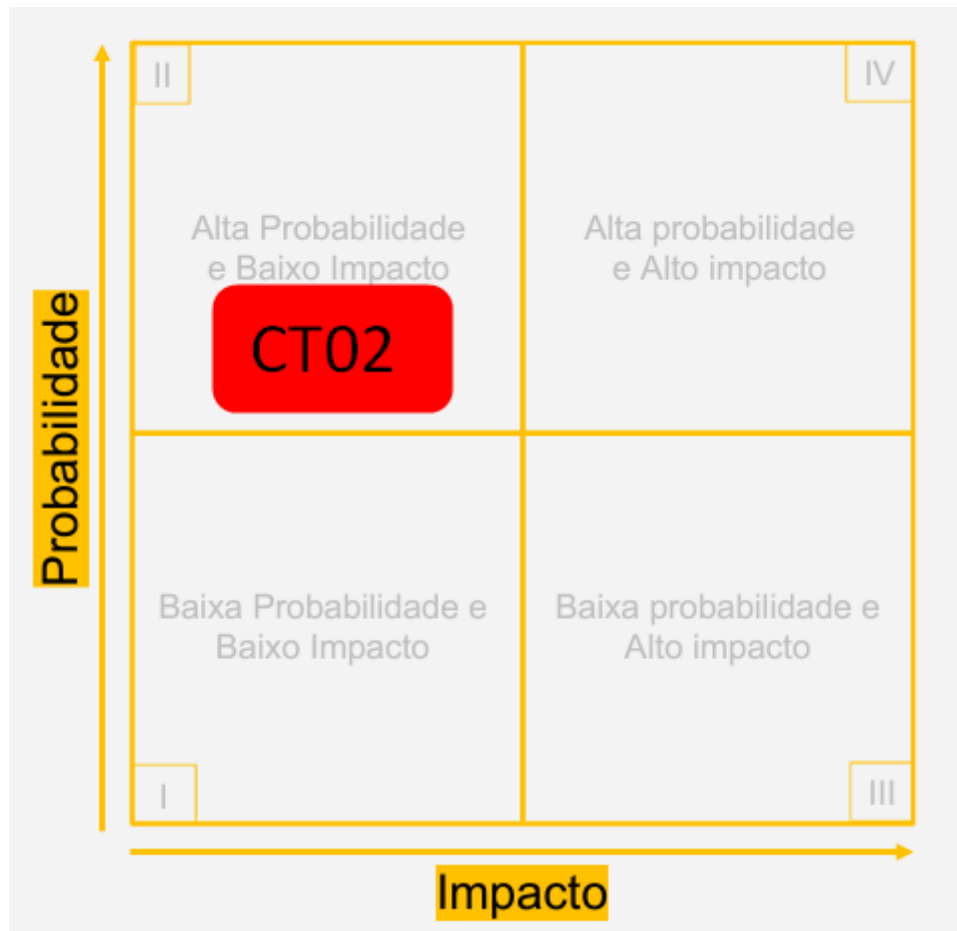 II
IV
Alta Probabilidade
e Baixo Impacto
Alta probabilidade
e Alto impacto
CT02
Probabilidade
Baixa Probabilidade e
Baixo Impacto
Baixa probabilidade e
Alto impacto
I
III
Impacto